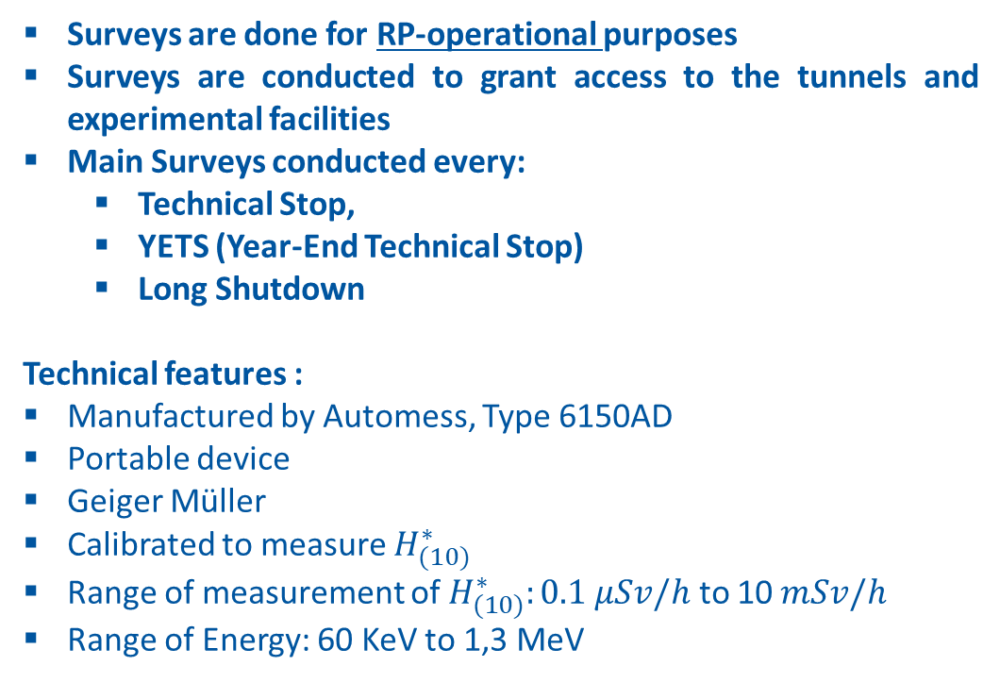 ▪ Surveys are done for RP-operational purposes
▪ Surveys are conducted to grant access to the tunnels and
experimental facilities
▪ Main Surveys conducted every:
▪ Technical Stop,
▪ YETS (Year-End Technical Stop)
▪ Long Shutdown
Technical features :
▪ Manufactured by Automess, Type 6150AD
▪ Portable device
▪ Geiger Müller
▪ Calibrated to measure $H^*_{(10)}$
▪ Range of measurement of $H^*_{(10)}$: 0.1 μSv/h to 10 mSv/h
▪ Range of Energy: 60 KeV to 1,3 MeV